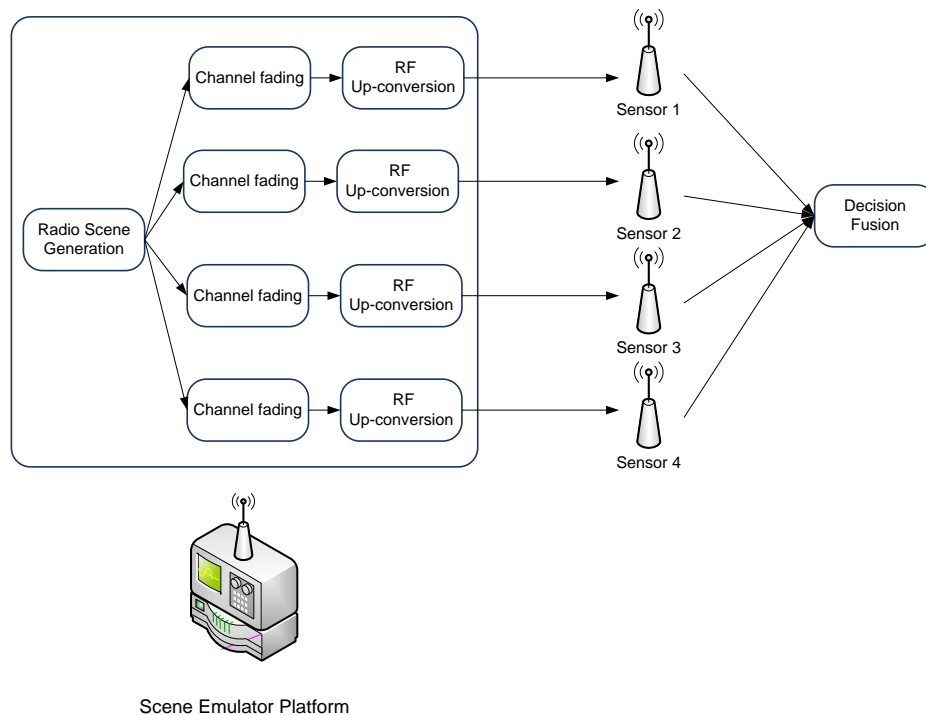 Channel fading
RF
Up-conversion
Sensor 1
Channel fading
RF
Up-conversion
Sensor 2
Radio Scene
Generation
Decision
Fusion
Channel fading
RF
Up-conversion
Sensor 3
Channel fading
RF
Up-conversion
Sensor 4
Scene Emulator Platform